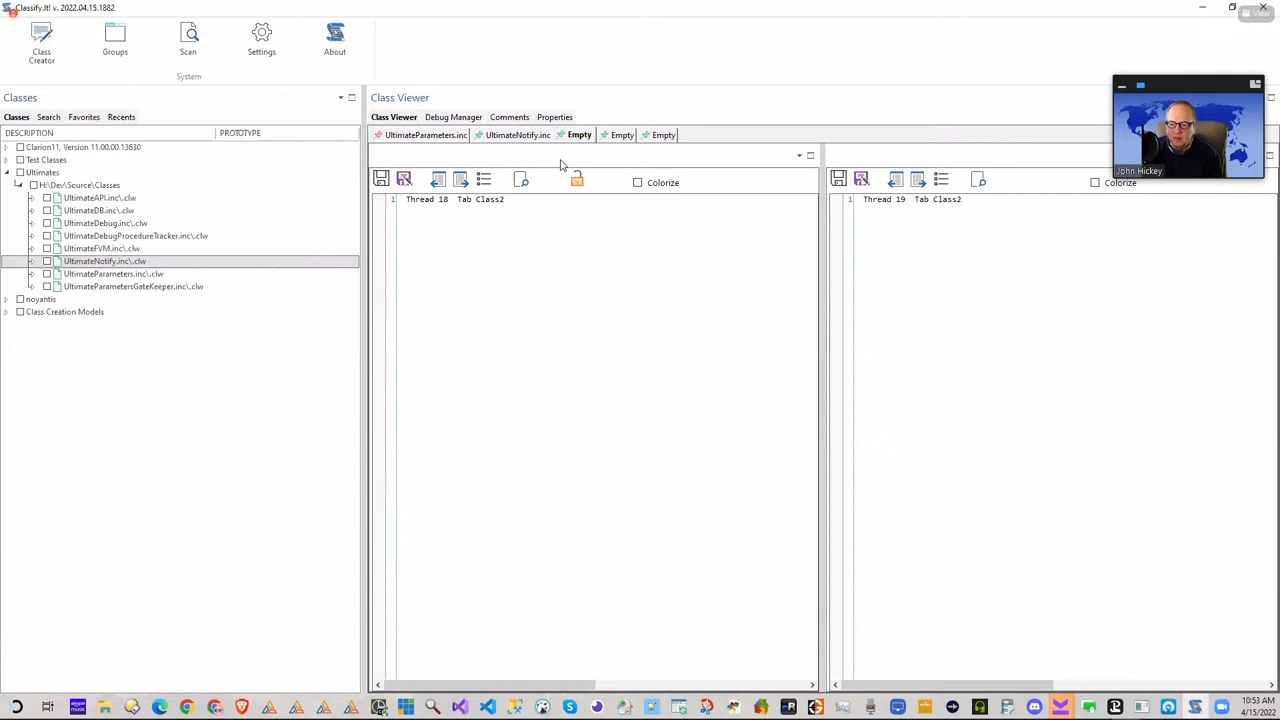 Classify.It! v. 2022.04.15.1882
View
Class Creator
Groups
Scan
Settings
About
System
Classes
Classes Search Favorites Recents
DESCRIPTION PROTOTYPE
Clarion11, Version 11.00.00.13630
Test Classes
Ultimates
H:\Dev\Source\Classes
UltimateAPI.inc\.clw
UltimateDB.inc\.clw
UltimateDebug.inc\.clw
UltimateDebugProcedureTracker.inc\.clw
UltimateFVM.inc\.clw
UltimateNotify.inc\.clw
UltimateParameters.inc\.clw
UltimateParametersGateKeeper.inc\.clw
noyantis
Class Creation Models
Class Viewer
Class Viewer Debug Manager Comments Properties
UltimateParameters.inc UltimateNotify.inc Empty Empty Empty
Colorize
1 Thread 18 Tab Class2
Colorize
1 Thread 19 Tab Class2
John Hickey
10:53 AM
4/15/2022